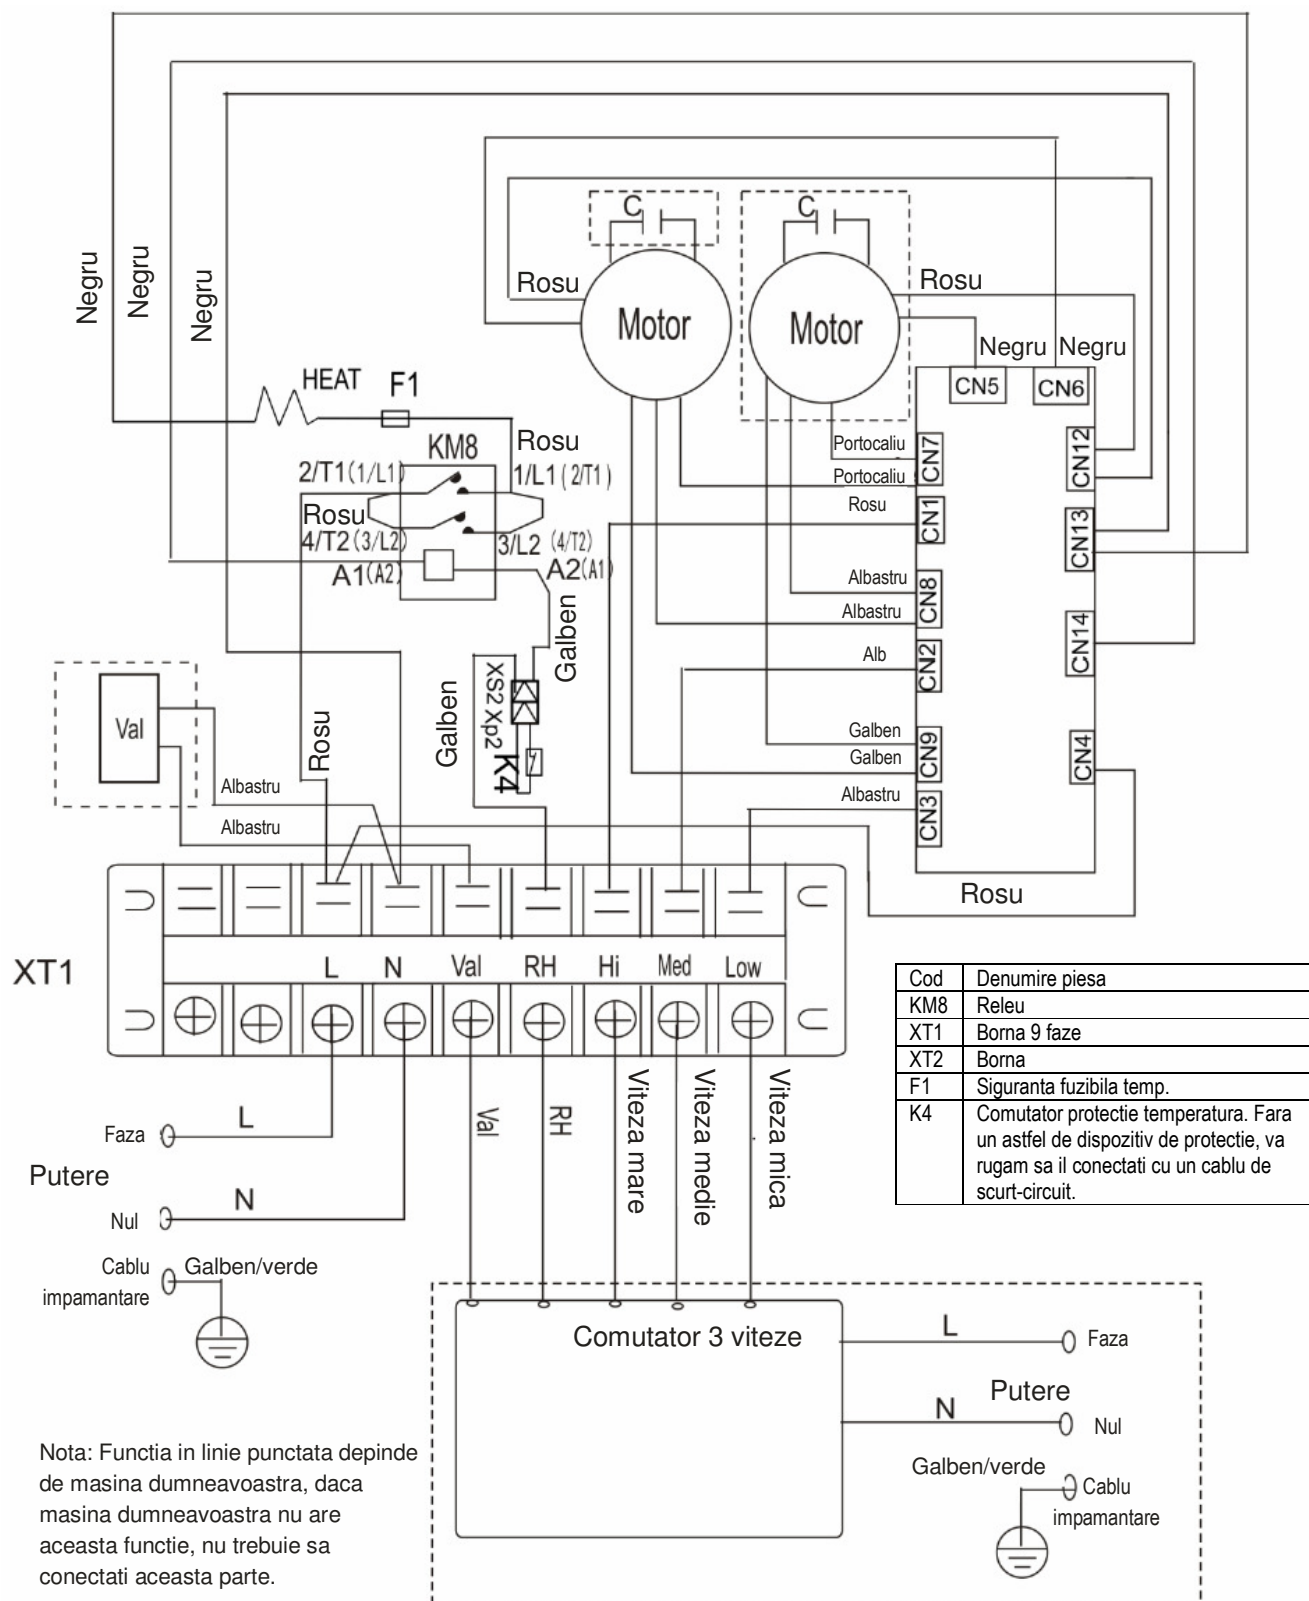 C
C
Rosu
Rosu
Motor
Motor
Negru
Negru
Negru
Negru
Negru
CN5
CN6
HEAT
F1
KM8
Rosu
2/T1(1/L1)
1/L1(2/T1)
Rosu
4/T2(3/L2)
3/L2 (4/T2)
A1(A2)
A2(A1)
Portocaliu
CN7
CN12
Portocaliu
Rosu
CN1
CN13
Albastru
CN8
Albastru
CN14
Alb
CN2
Galben
CN9
CN4
Galben
Albastru
CN3
Galben
Galben
XS2 Xp2
K4
Rosu
Val
Albastru
Albastru
Rosu
XT1
L N Val RH Hi Med Low
Cod Denumire piesa
KM8 Releu
XT1 Borna 9 faze
XT2 Borna
F1 Siguranta fuzibila temp.
K4 Comutator protectie temperatura. Fara
un astfel de dispozitiv de protectie, va
rugam sa il conectati cu un cablu de
scurt-circuit.
Val
RH
Viteza mare
Viteza medie
Viteza mica
Faza
L
Putere
Nul
N
Cablu
impamantare
Galben/verde
Comutator 3 viteze
L
Faza
Putere
N
Nul
Galben/verde
Cablu
impamantare
Nota: Functia in linie punctata depinde
de masina dumneavoastra, daca
masina dumneavoastra nu are
aceasta functie, nu trebuie sa
conectati aceasta parte.